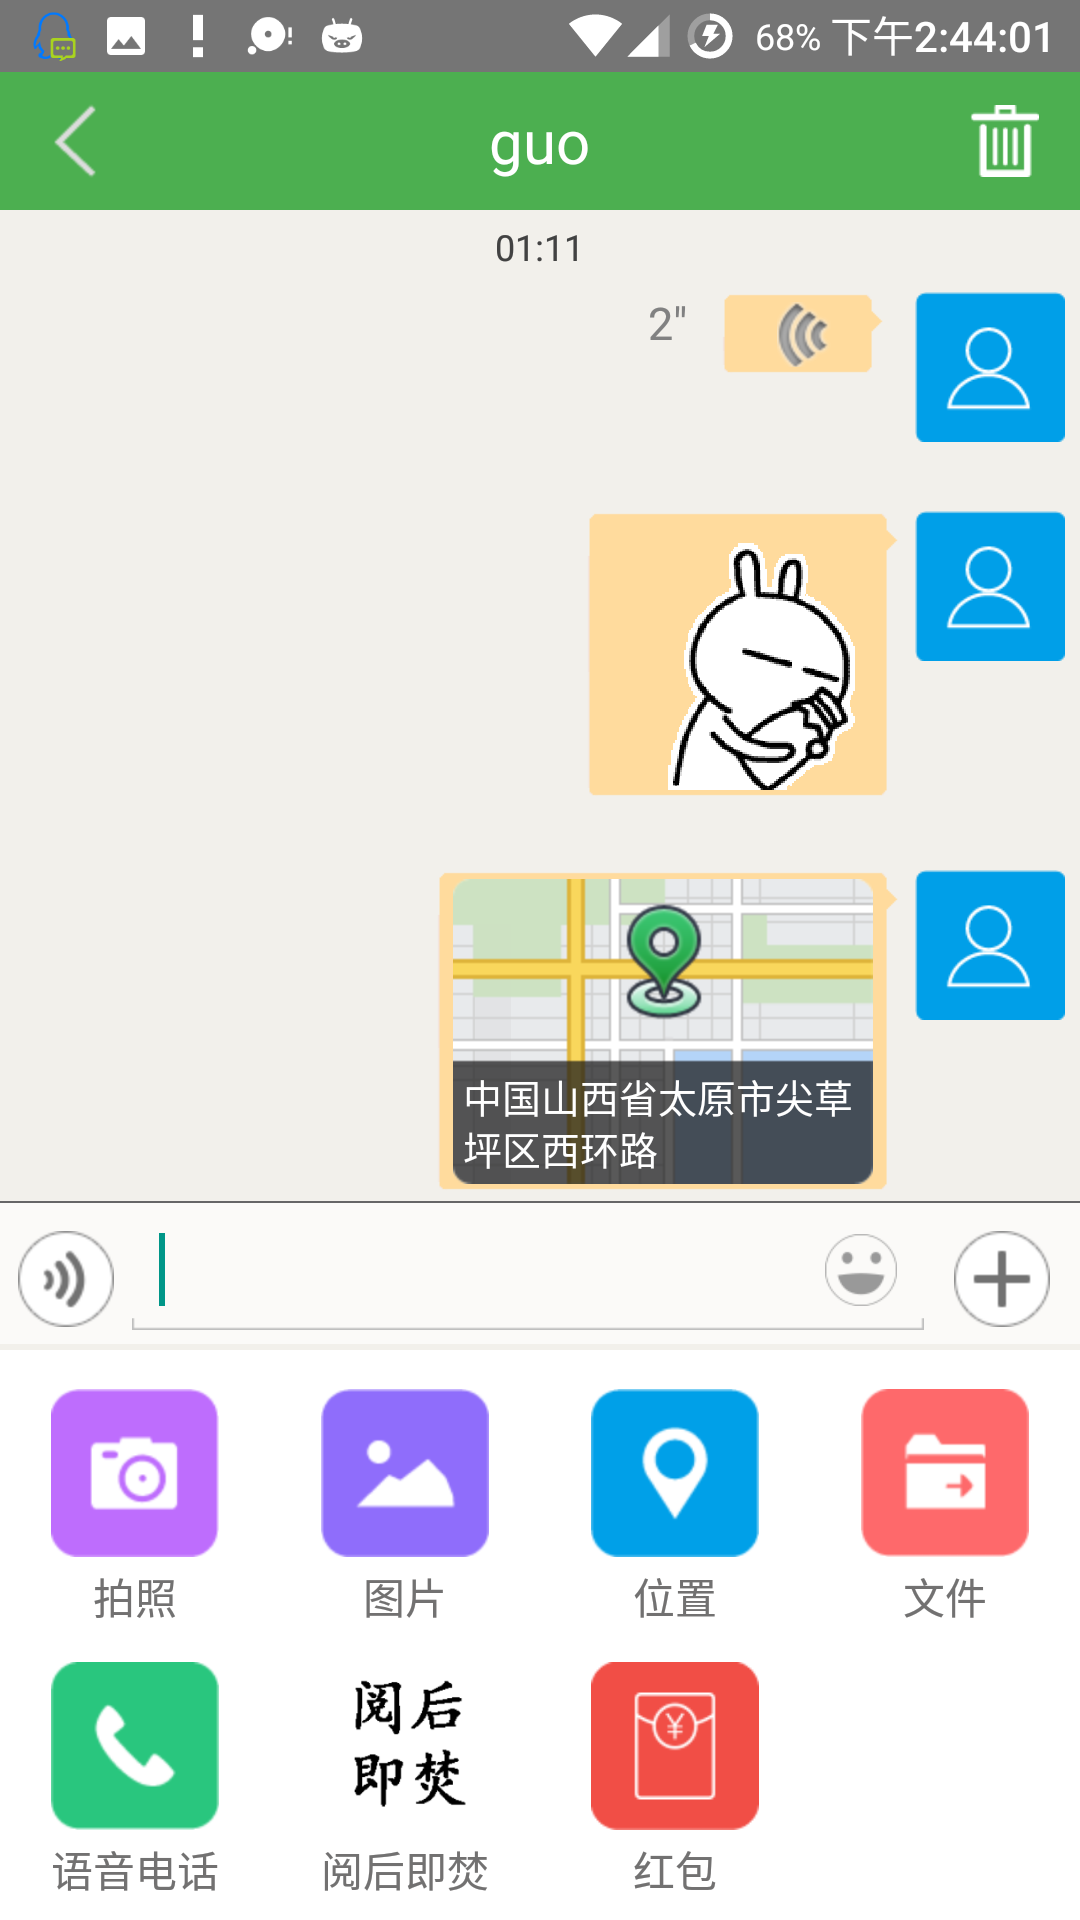 68% 下午2:44:01
guo
01:11
2"
中国山西省太原市尖草
坪区西环路
拍照 图片 位置 文件
阅后
即焚
语音电话 阅后即焚 红包